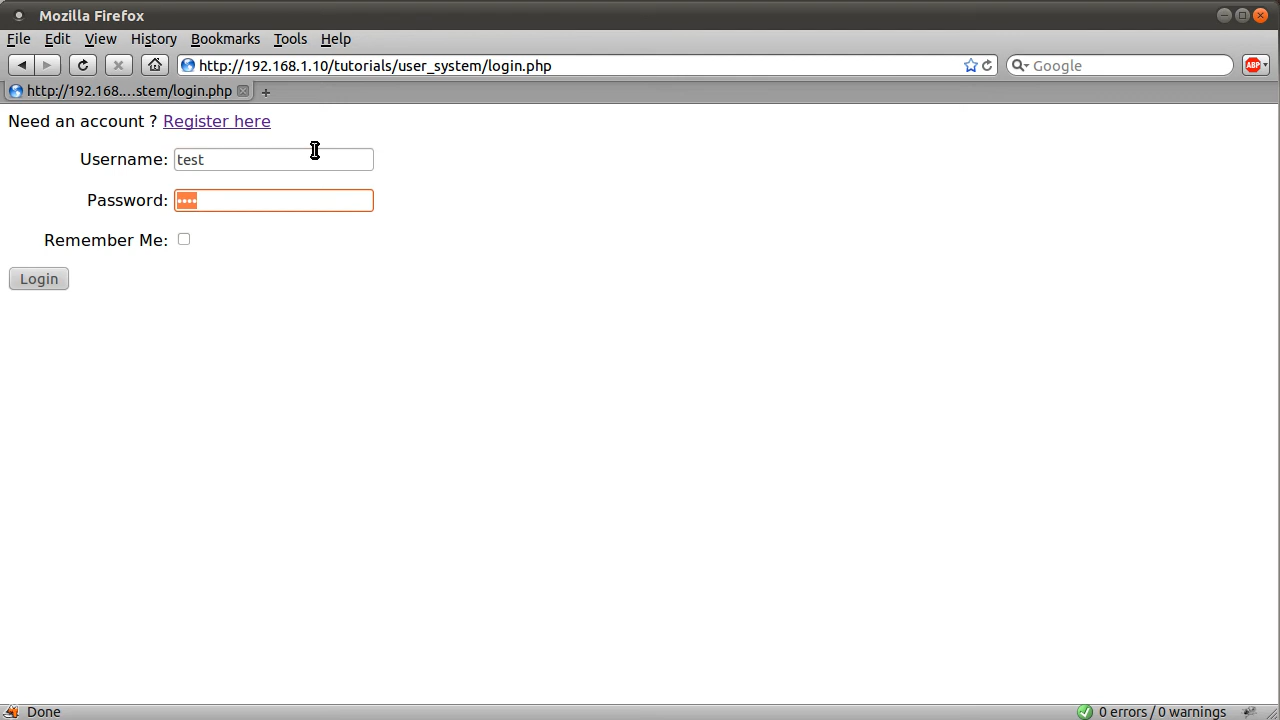 Mozilla Firefox
File Edit View History Bookmarks Tools Help
http://192.168.1.10/tutorials/user_system/login.php Google ABP
http://192.168....stem/login.php
Need an account ? Register here
Username: test
Password: ••••
Remember Me:
Login
Done 0 errors / 0 warnings